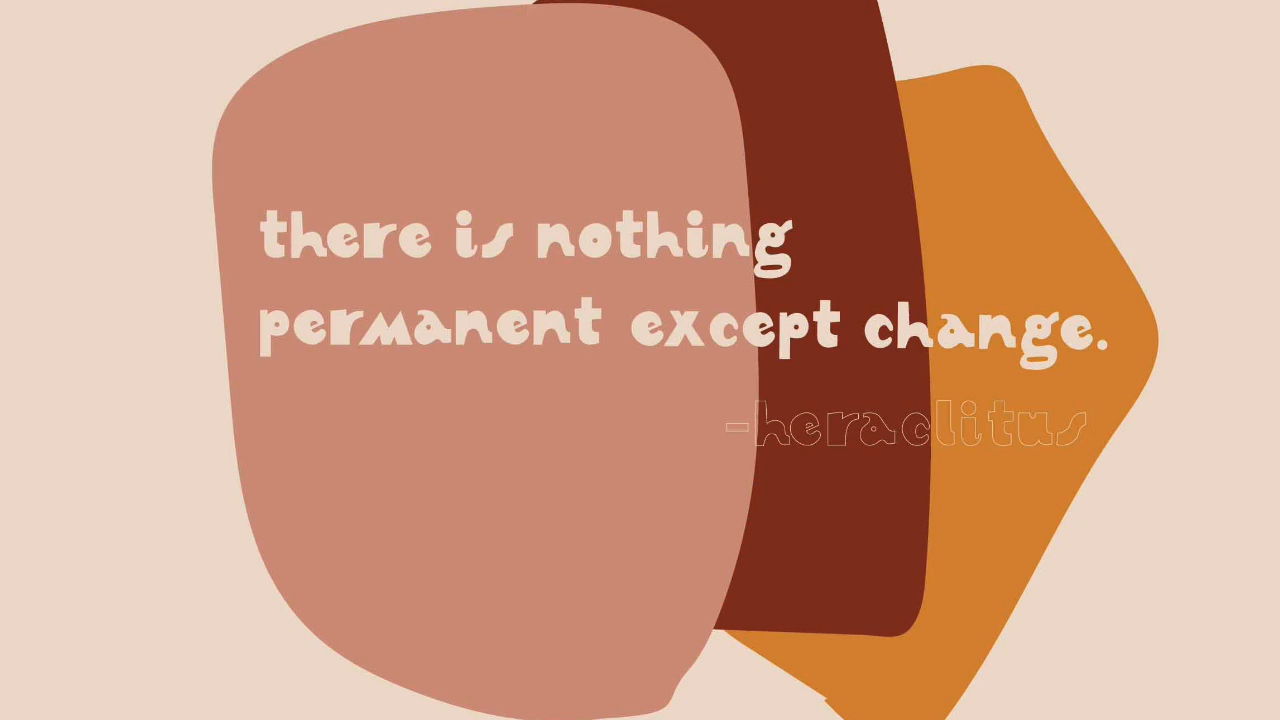 there is nothing
permanent except change.
-heraclitus